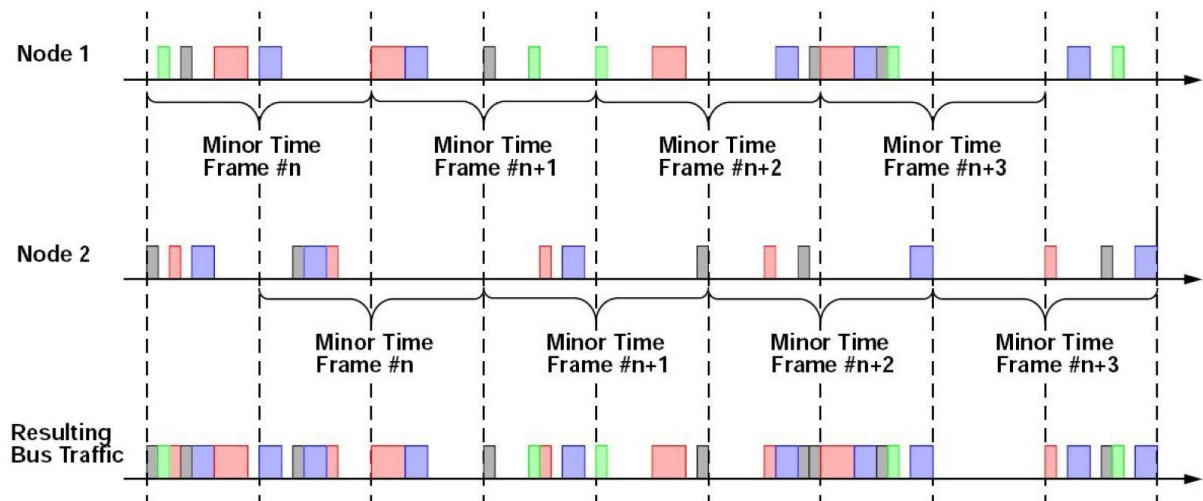 Node 1
Minor Time
Frame #n
Minor Time
Frame #n+1
Minor Time
Frame #n+2
Minor Time
Frame #n+3
Node 2
Minor Time
Frame #n
Minor Time
Frame #n+1
Minor Time
Frame #n+2
Minor Time
Frame #n+3
Resulting
Bus Traffic